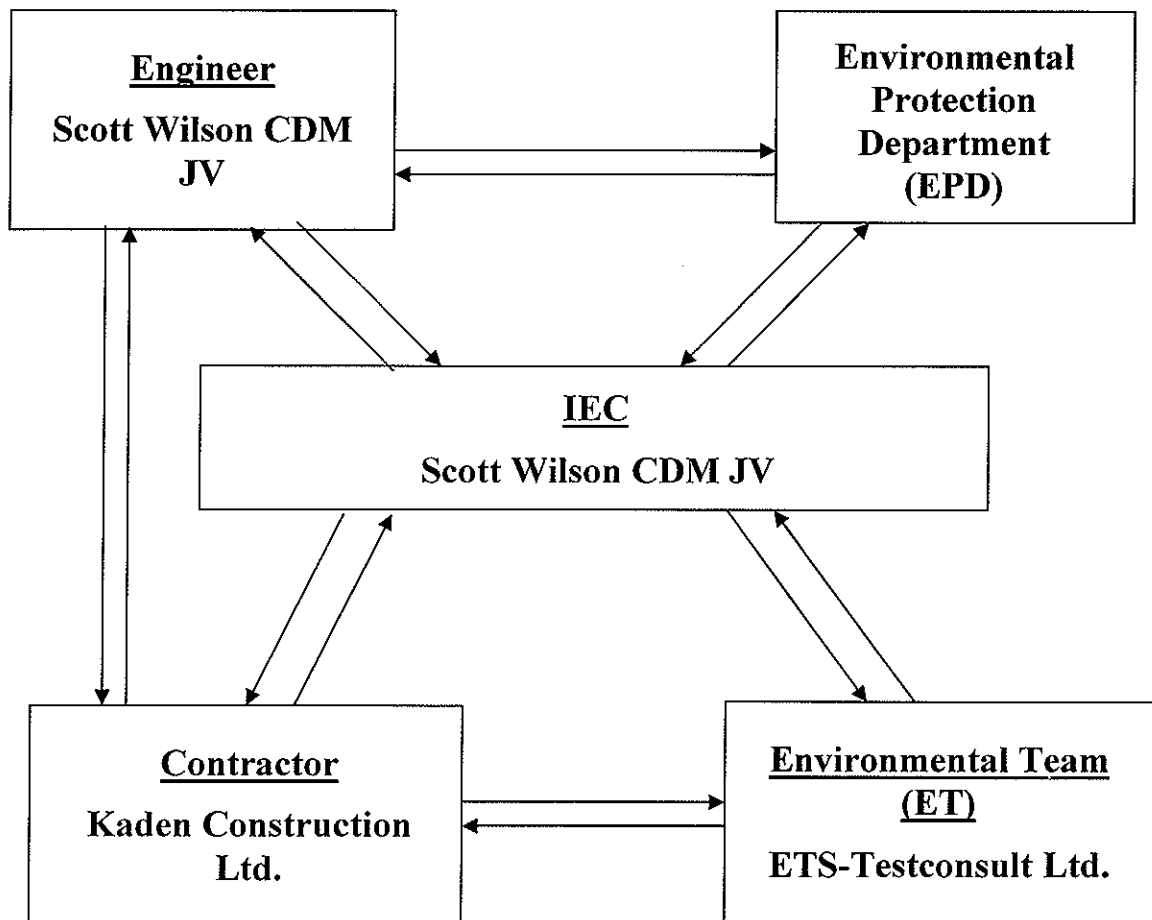 Engineer
Scott Wilson CDM
JV
Environmental
Protection
Department
(EPD)
IEC
Scott Wilson CDM JV
Contractor
Kaden Construction
Ltd.
Environmental Team
(ET)
ETS-Testconsult Ltd.